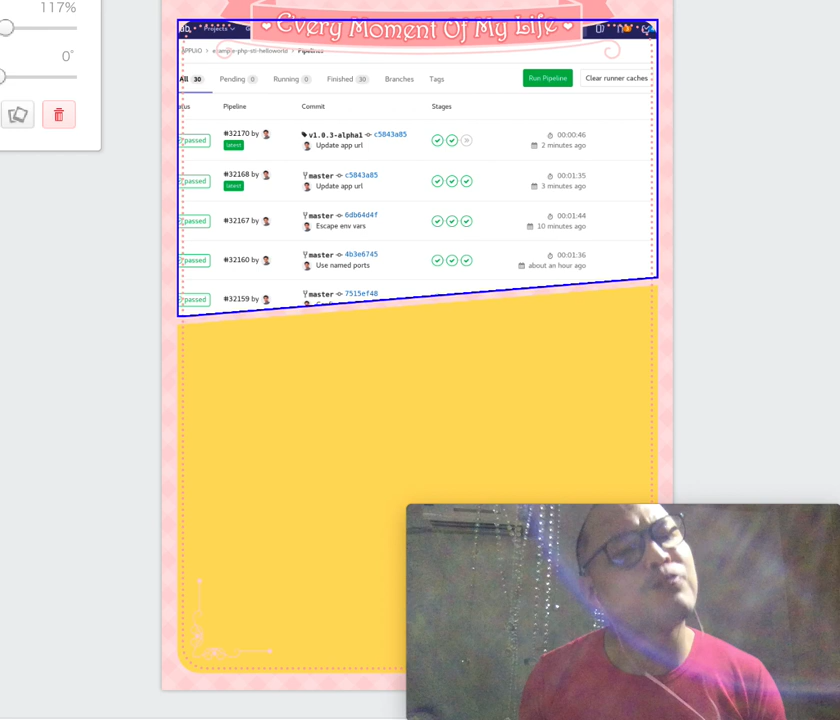 117%
0°
Every Moment Of My Life
Projects
APPUiO > example-php-sti-helloworld > Pipelines
All 30 Pending 0 Running 0 Finished 30 Branches Tags Run Pipeline Clear runner caches
Pipeline Commit Stages
passed #32170 by v1.0.3-alpha1 c5843a85 00:00:46
latest Update app url 2 minutes ago
passed #32168 by master c5843a85 00:01:35
latest Update app url 3 minutes ago
passed #32167 by master 6db64d4f 00:01:44
Escape env vars 10 minutes ago
passed #32160 by master 4b3e6745 00:01:36
Use named ports about an hour ago
passed #32159 by master 7515ef48